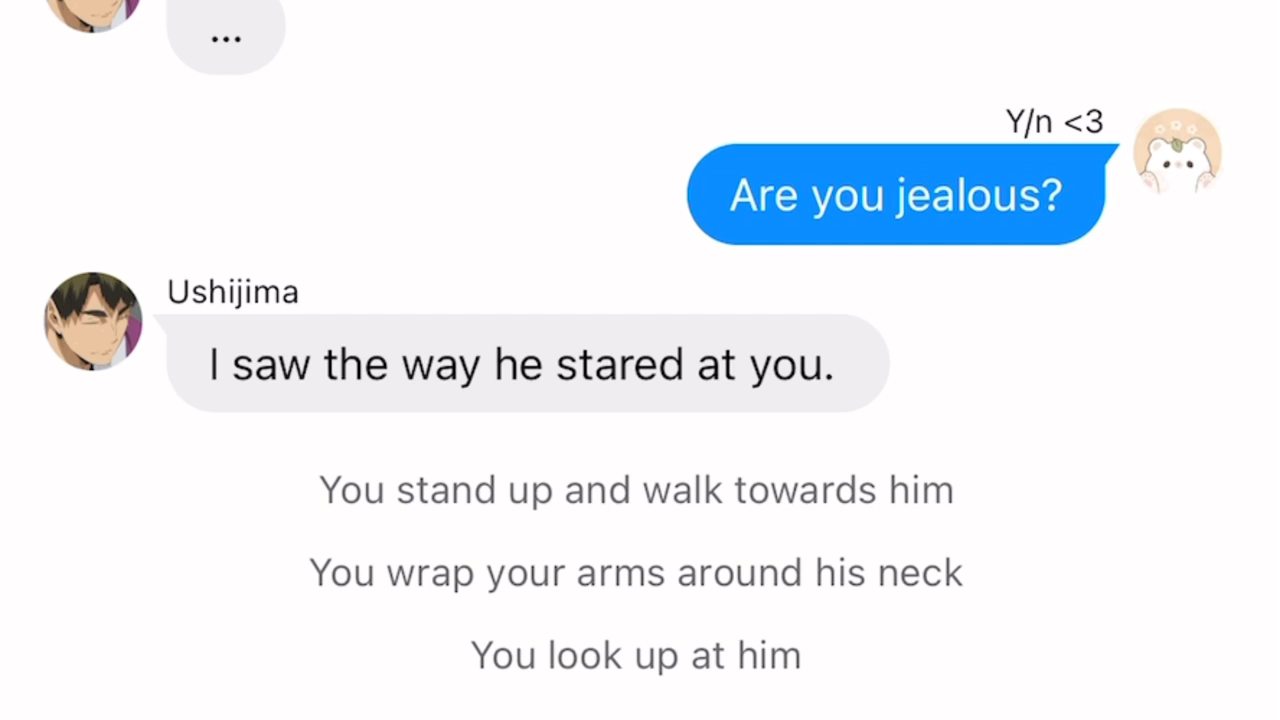 ...
Y/n <3
Are you jealous?
Ushijima
I saw the way he stared at you.
You stand up and walk towards him
You wrap your arms around his neck
You look up at him